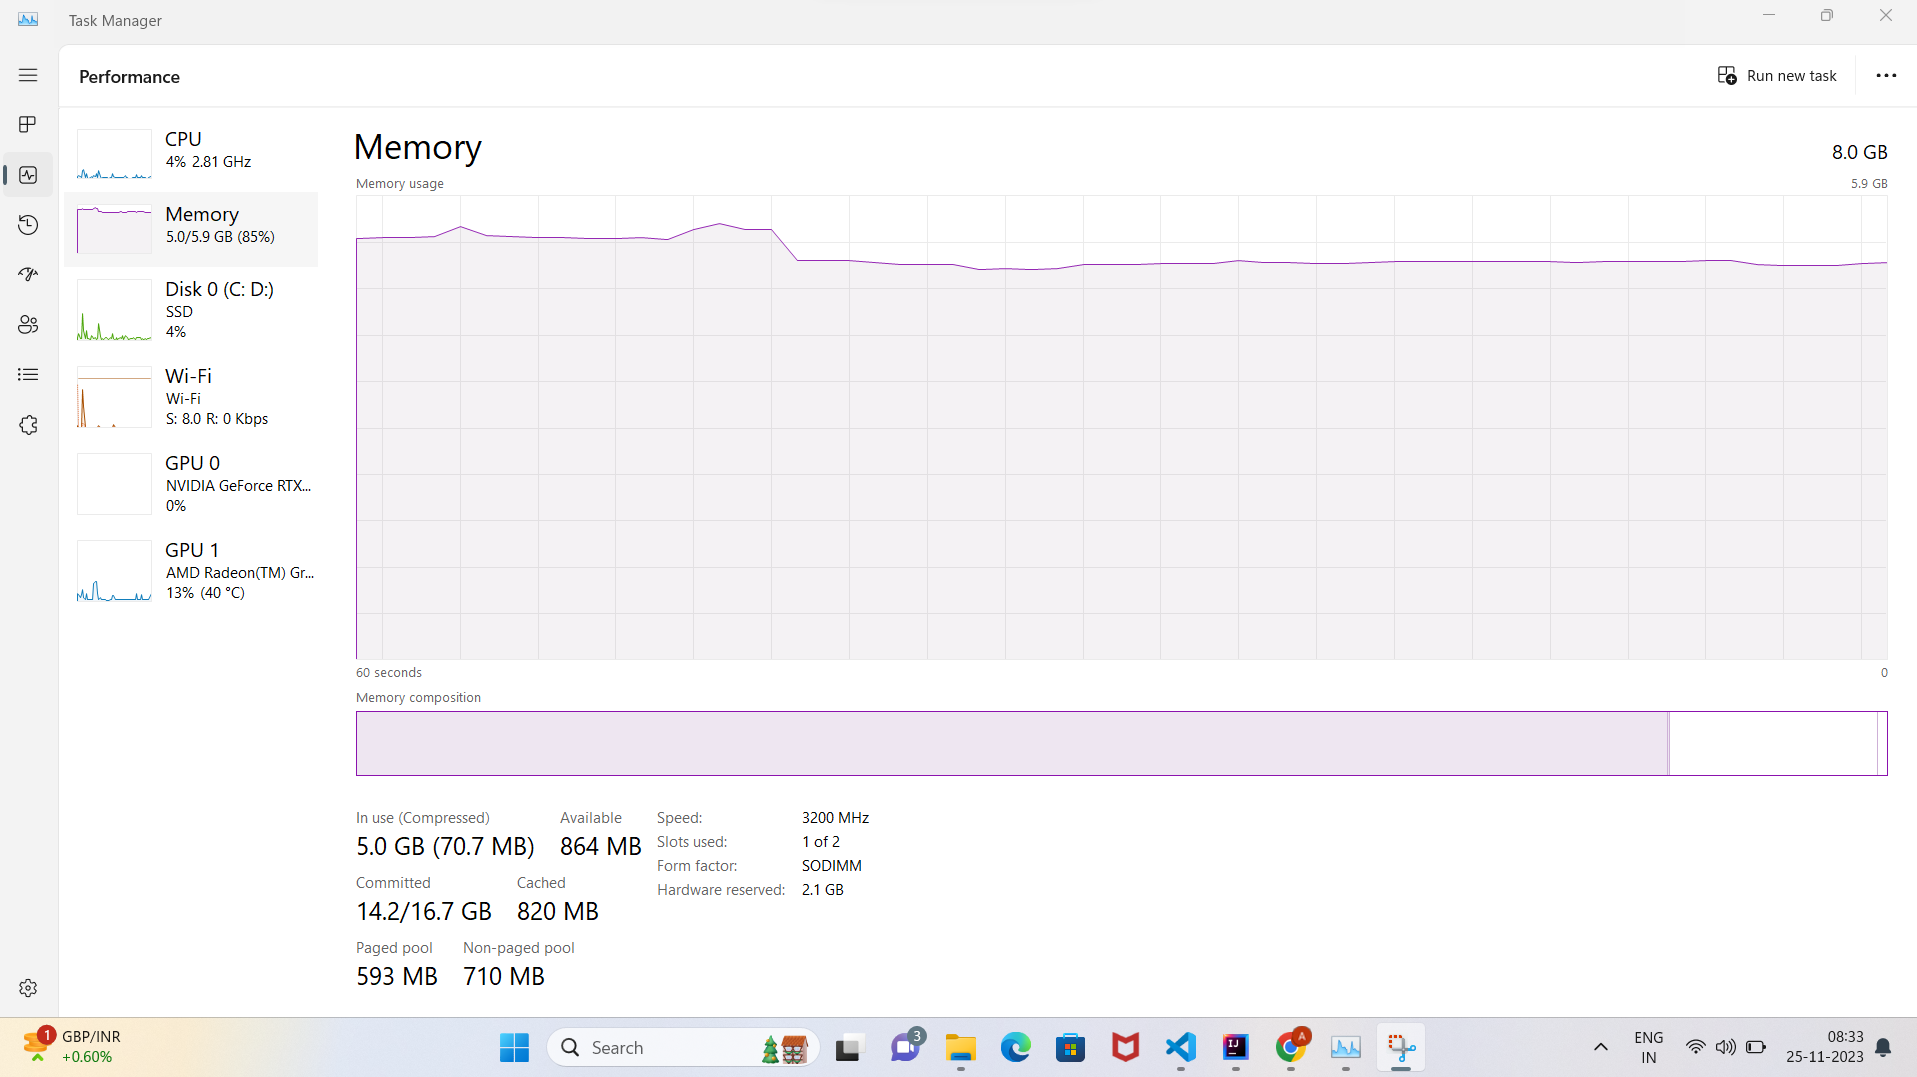 Task Manager
Performance
Run new task
CPU
4% 2.81 GHz
Memory
5.0/5.9 GB (85%)
Disk 0 (C: D:)
SSD
4%
Wi-Fi
Wi-Fi
S: 8.0 R: 0 Kbps
GPU 0
NVIDIA GeForce RTX...
0%
GPU 1
AMD Radeon(TM) Gr...
13% (40 °C)
Memory
8.0 GB
Memory usage
5.9 GB
60 seconds
0
Memory composition
In use (Compressed)
5.0 GB (70.7 MB)
Available
864 MB
Committed
14.2/16.7 GB
Cached
820 MB
Paged pool
593 MB
Non-paged pool
710 MB
Speed: 3200 MHz
Slots used: 1 of 2
Form factor: SODIMM
Hardware reserved: 2.1 GB
1
GBP/INR
+0.60%
Search
3
IJ
A
ENG
IN
08:33
25-11-2023